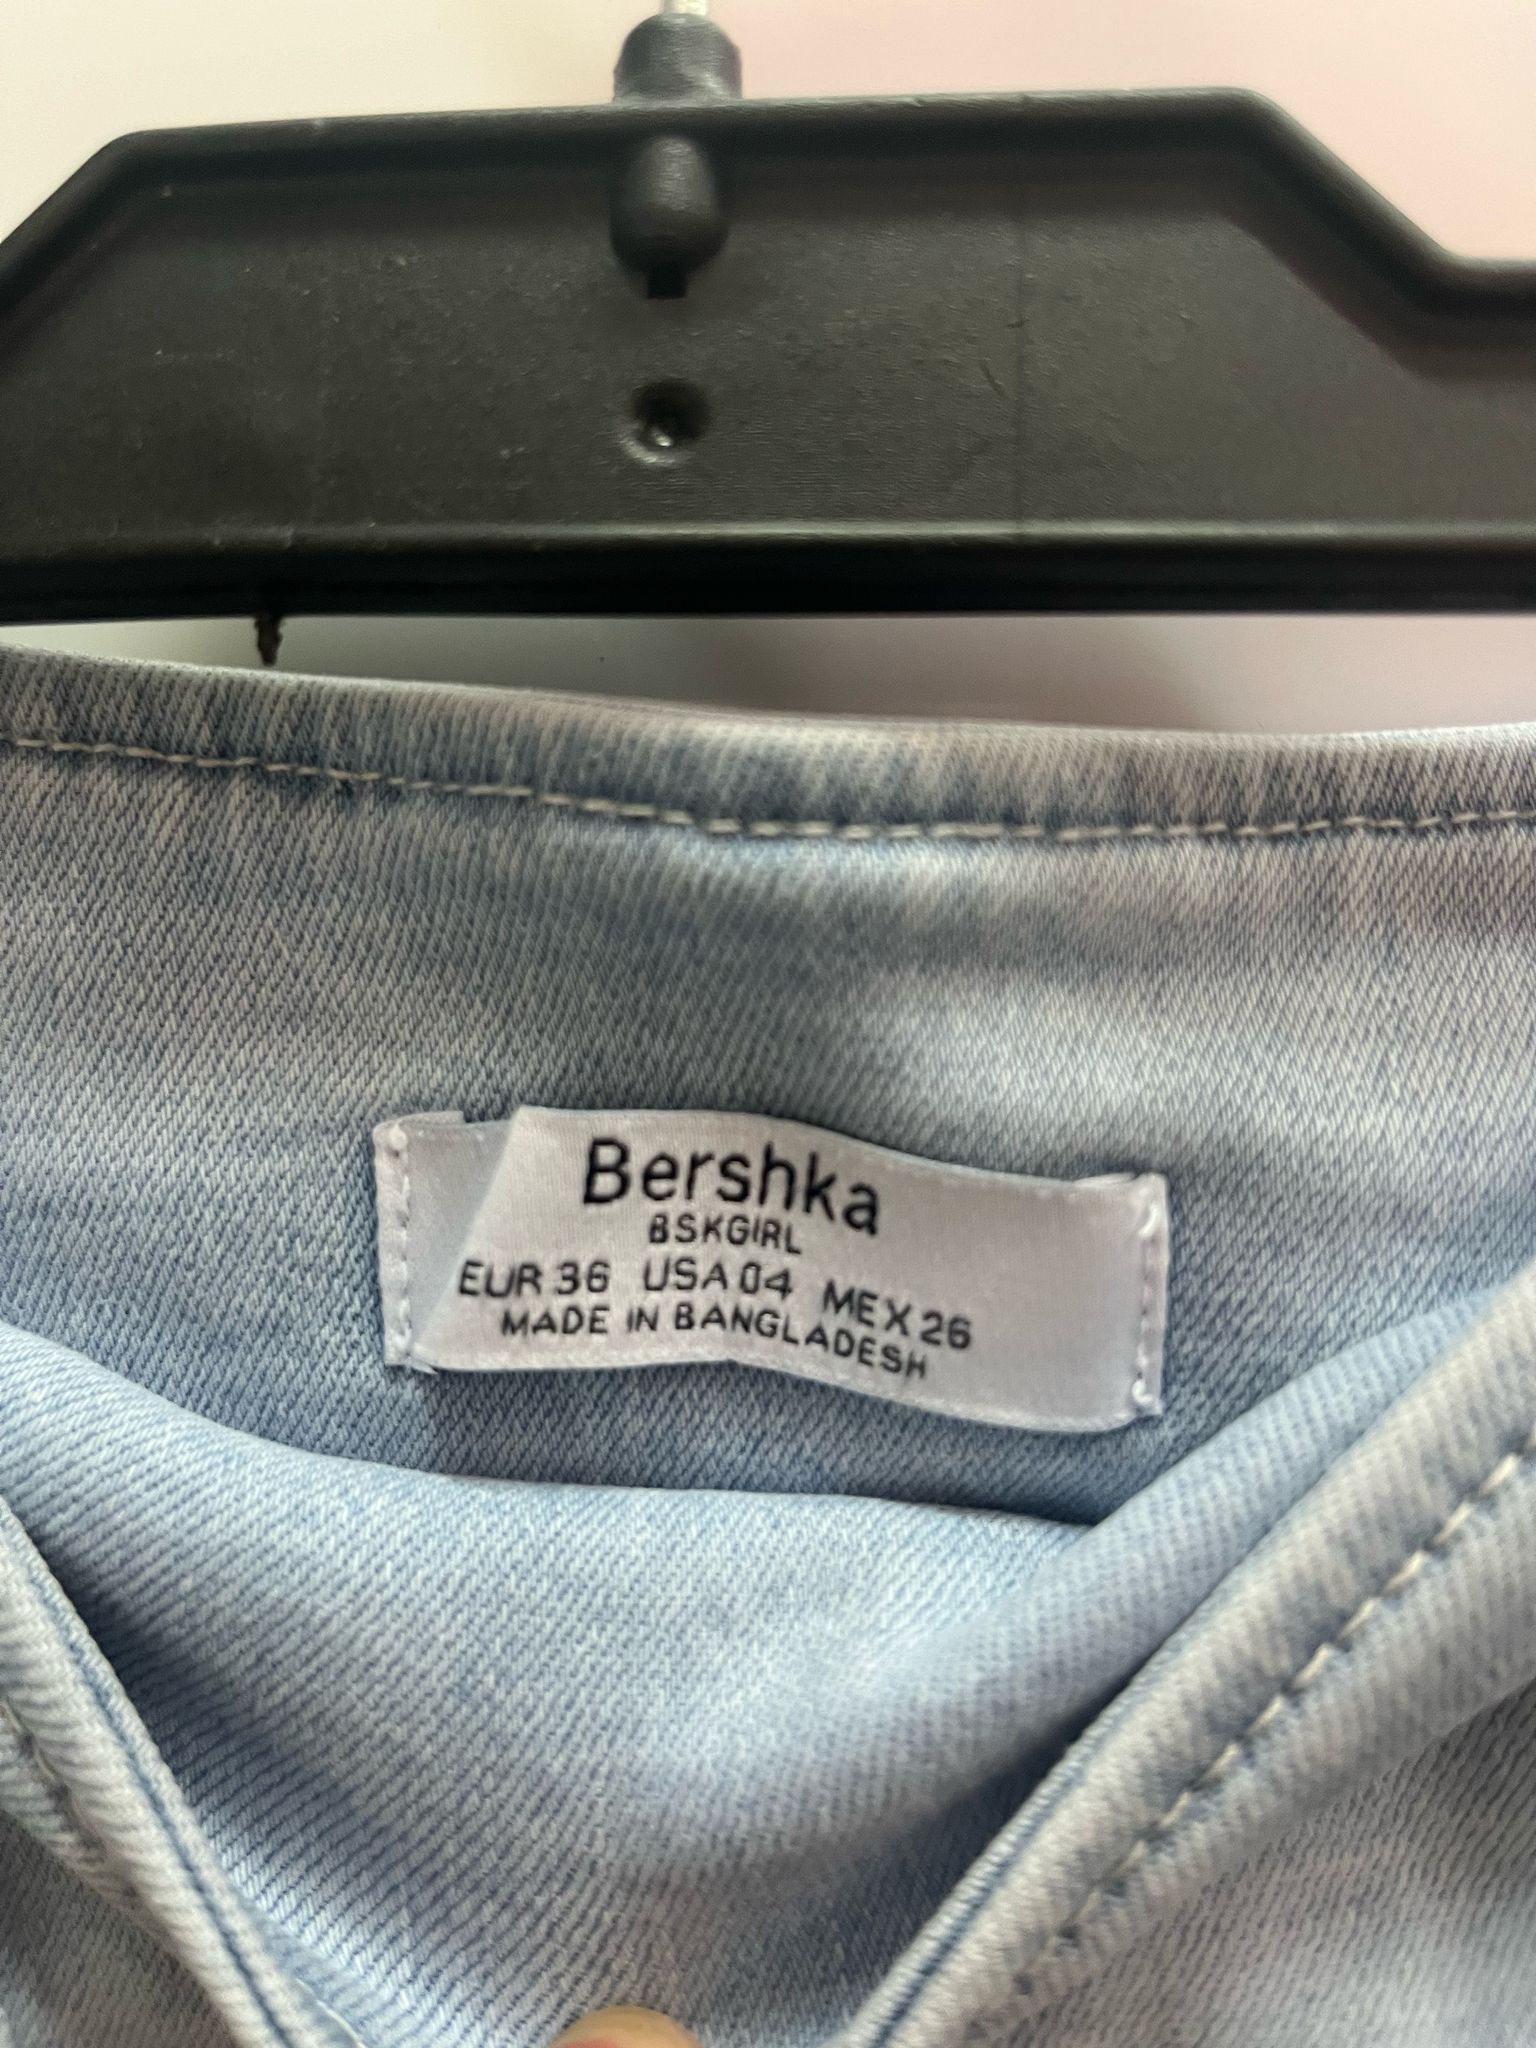 Bershka
BSKGIRL
EUR 36 USA 04 MEX 26
MADE IN BANGLADESH